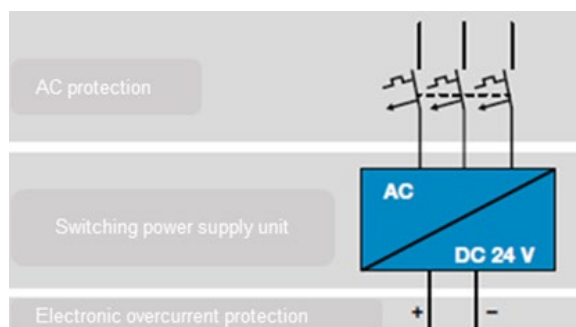 AC protection
AC
Switching power supply unit
DC 24 V
Electronic overcurrent protection
+ −